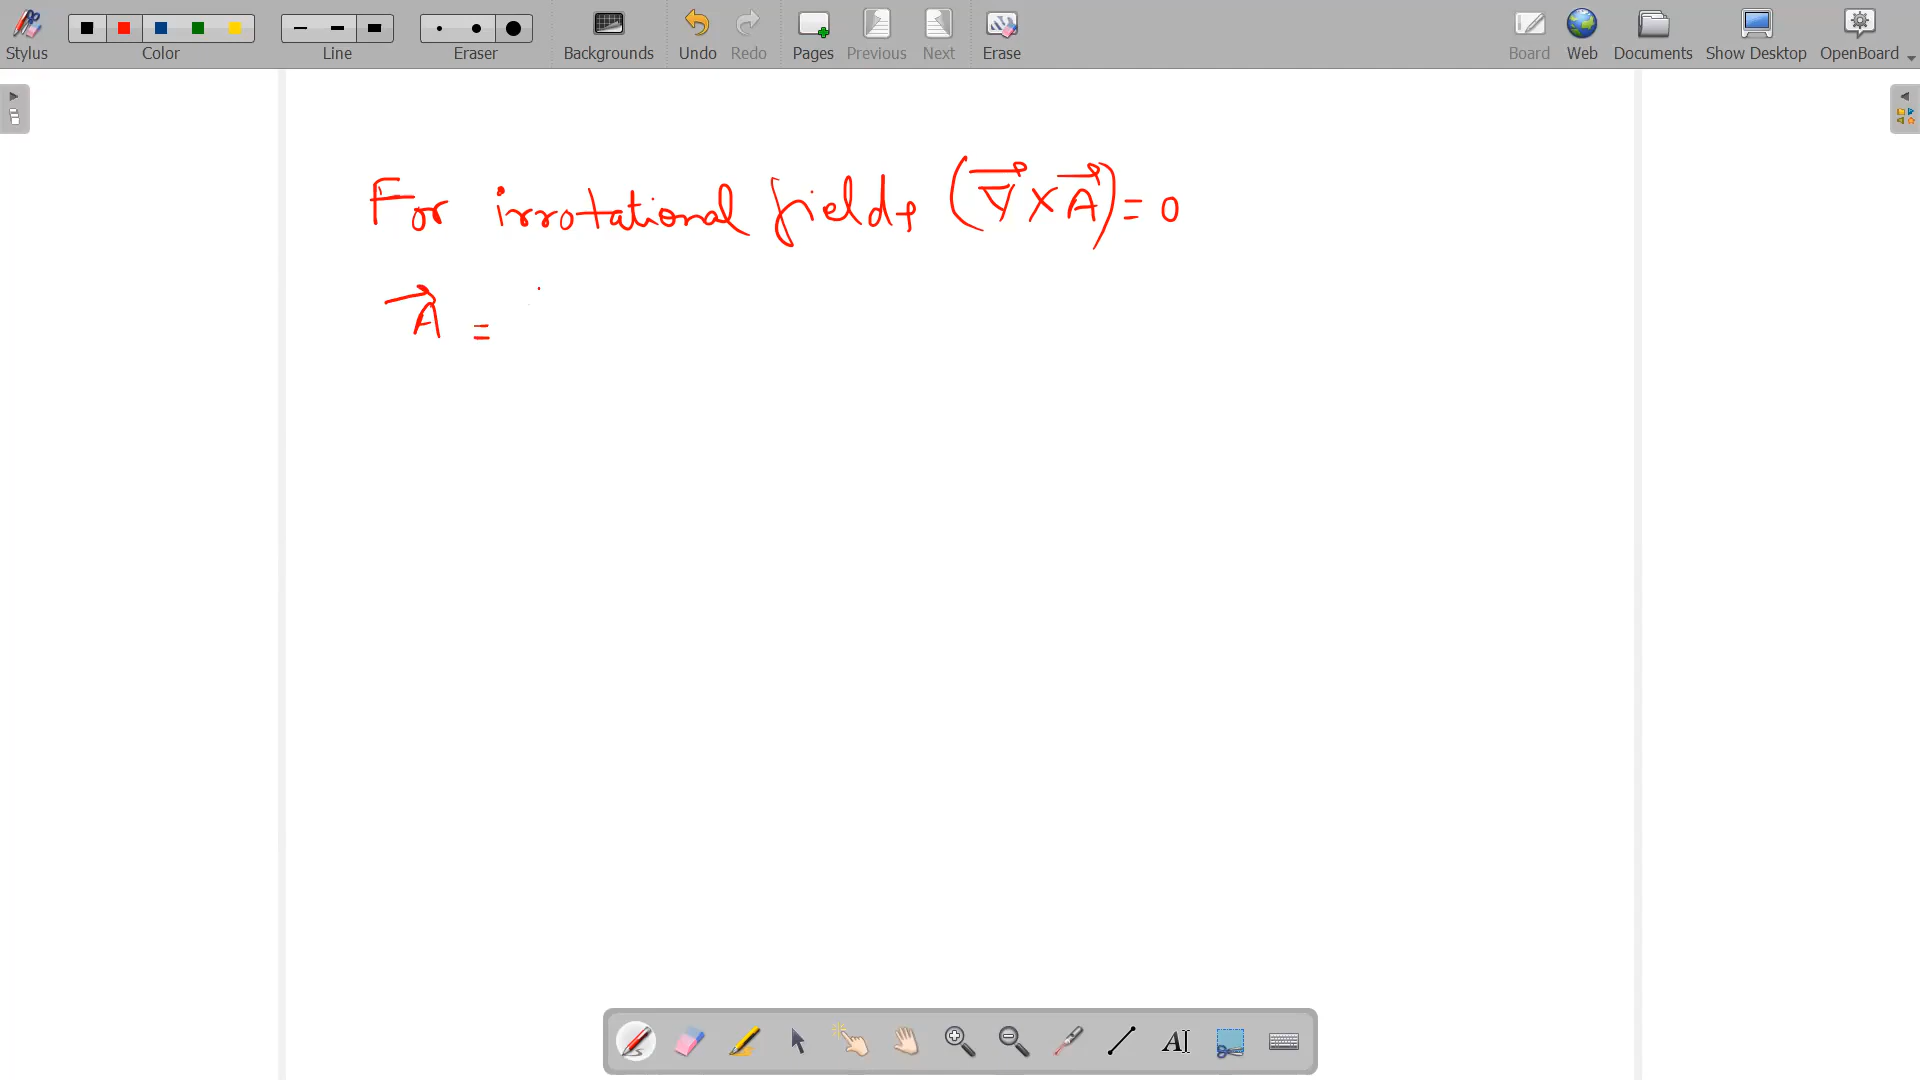 Stylus Color Line Eraser Backgrounds Undo Redo Pages Previous Next Erase Board Web Documents Show Desktop OpenBoard
For irrotational fields (∇⃗ × A⃗) = 0
A⃗ =
AI